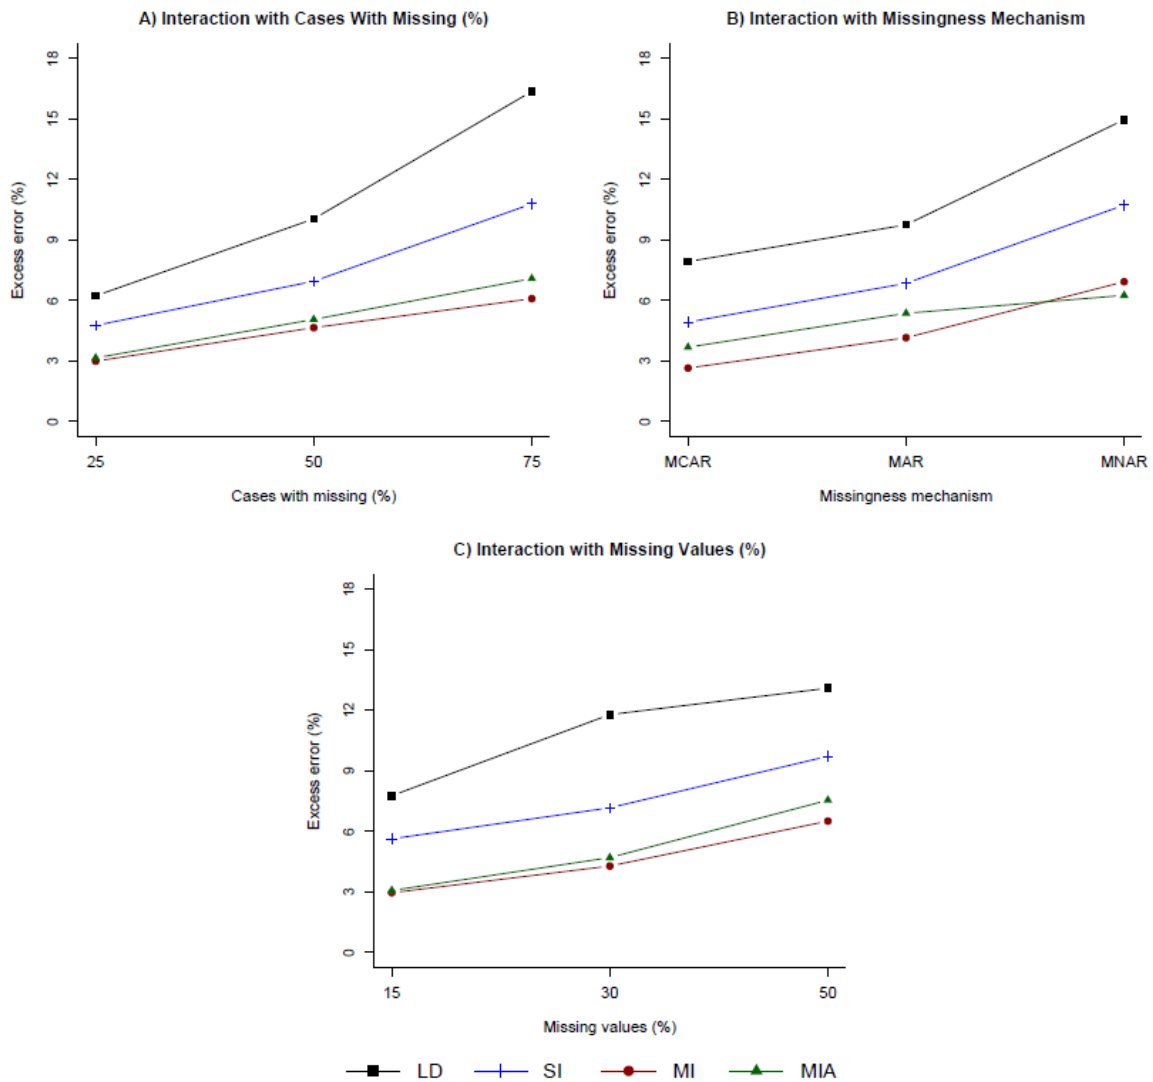 A) Interaction with Cases With Missing (%)
Excess error (%)
18
15
12
9
6
3
0
25 50 75
Cases with missing (%)
B) Interaction with Missingness Mechanism
Excess error (%)
18
15
12
9
6
3
0
MCAR MAR MNAR
Missingness mechanism
C) Interaction with Missing Values (%)
Excess error (%)
18
15
12
9
6
3
0
15 30 50
Missing values (%)
LD SI MI MIA